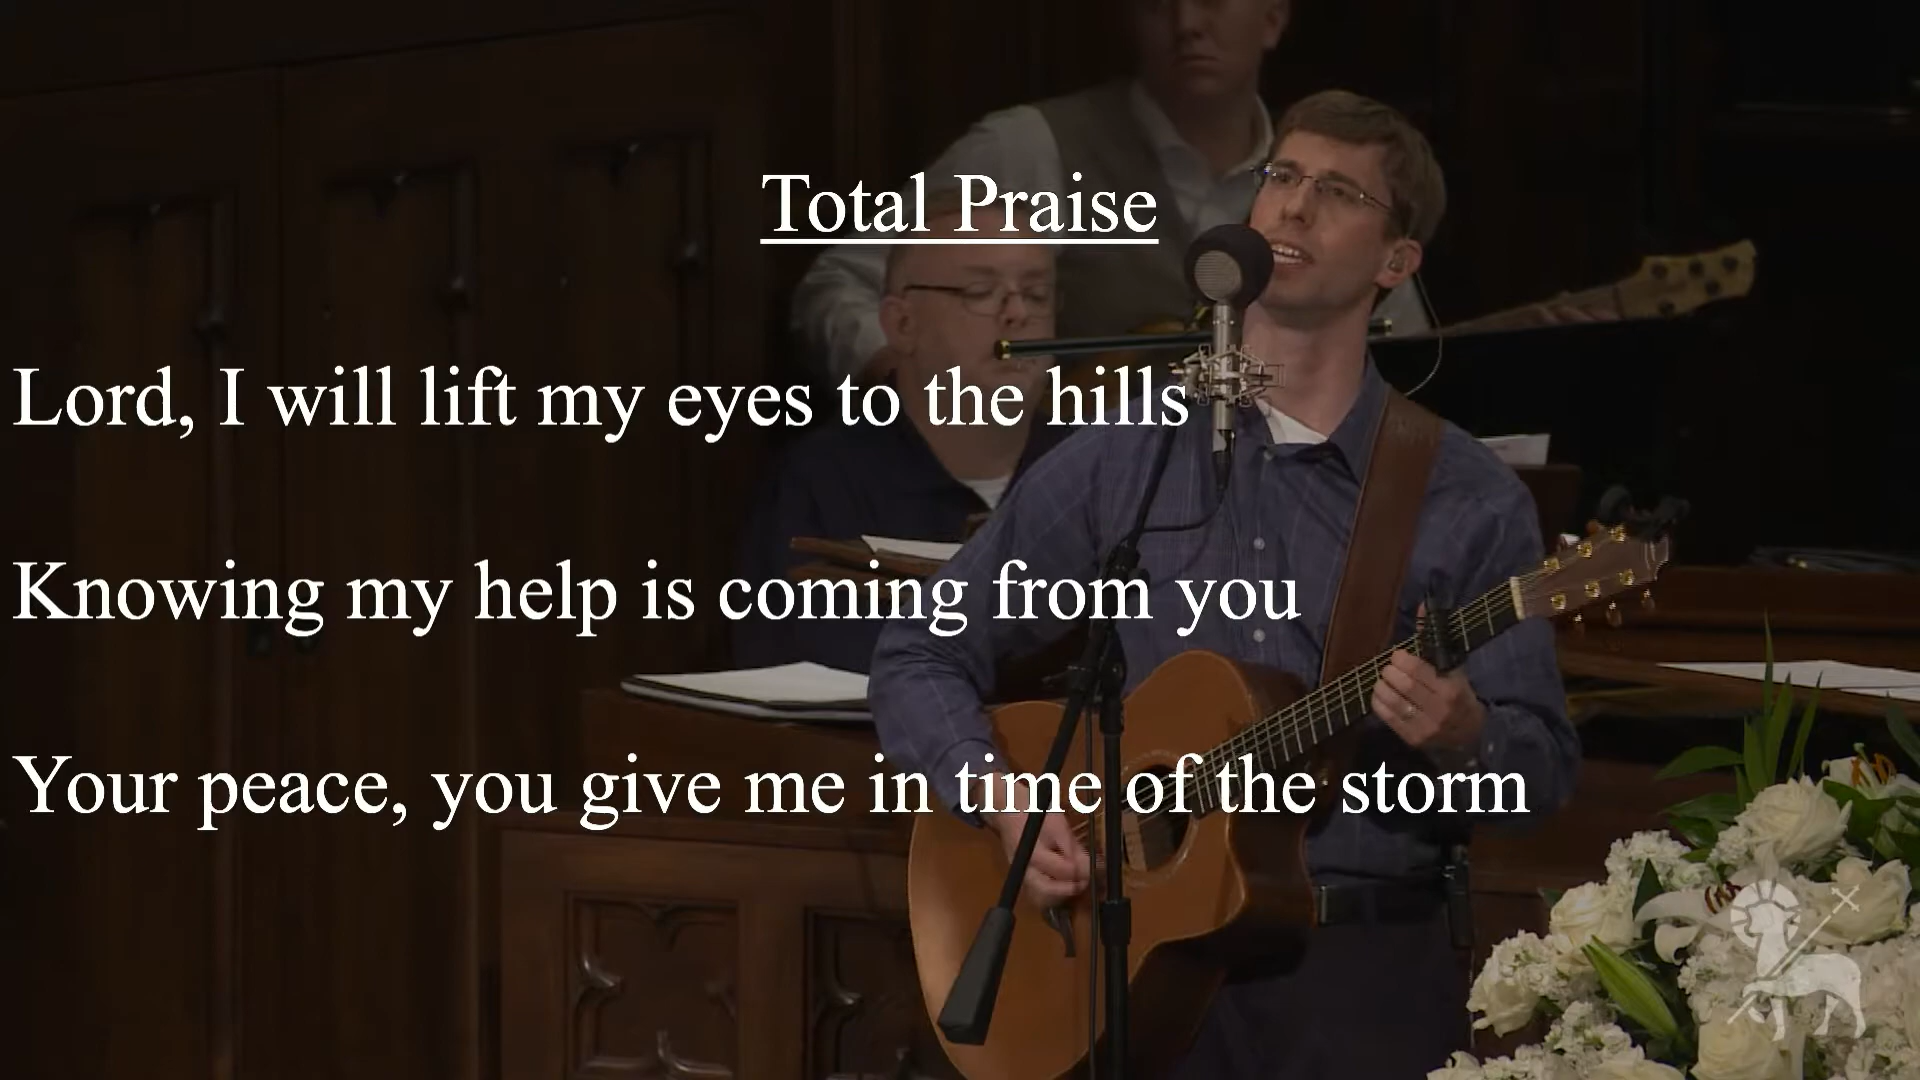 Total Praise
Lord, I will lift my eyes to the hills
Knowing my help is coming from you
Your peace, you give me in time of the storm